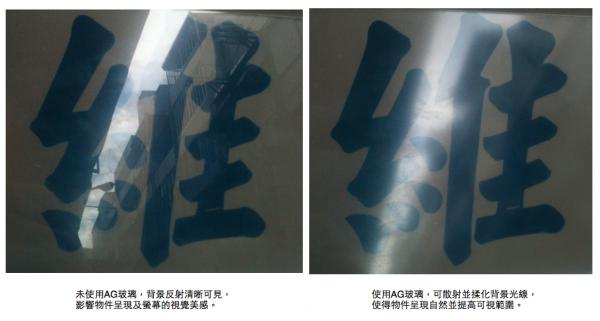 維
維
未使用AG玻璃，背景反射清晰可見，
影響物件呈現及螢幕的視覺美感。
使用AG玻璃，可散射並揉化背景光線，
使得物件呈現自然並提高可視範圍。